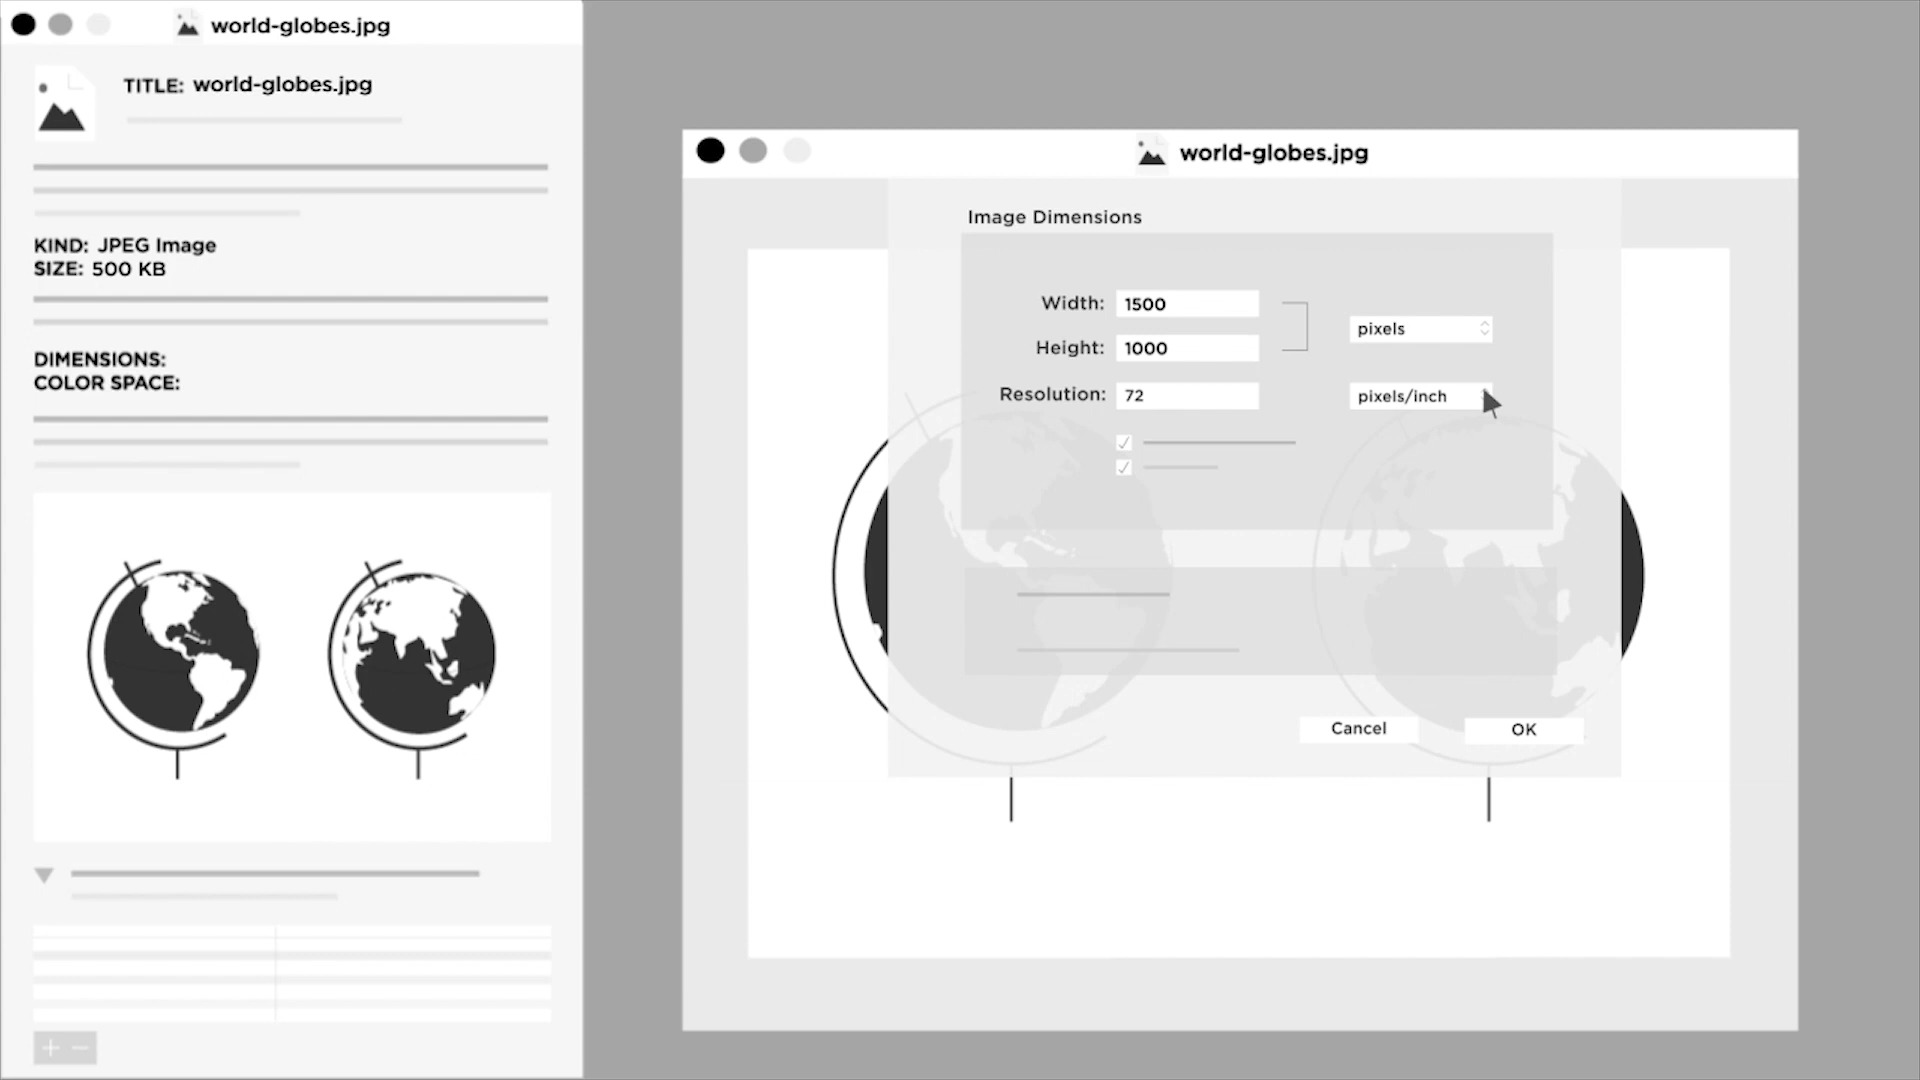 world-globes.jpg
TITLE: world-globes.jpg
KIND: JPEG Image
SIZE: 500 KB
DIMENSIONS:
COLOR SPACE:
world-globes.jpg
Image Dimensions
Width: 1500
pixels
Height: 1000
Resolution: 72 pixels/inch
Cancel OK